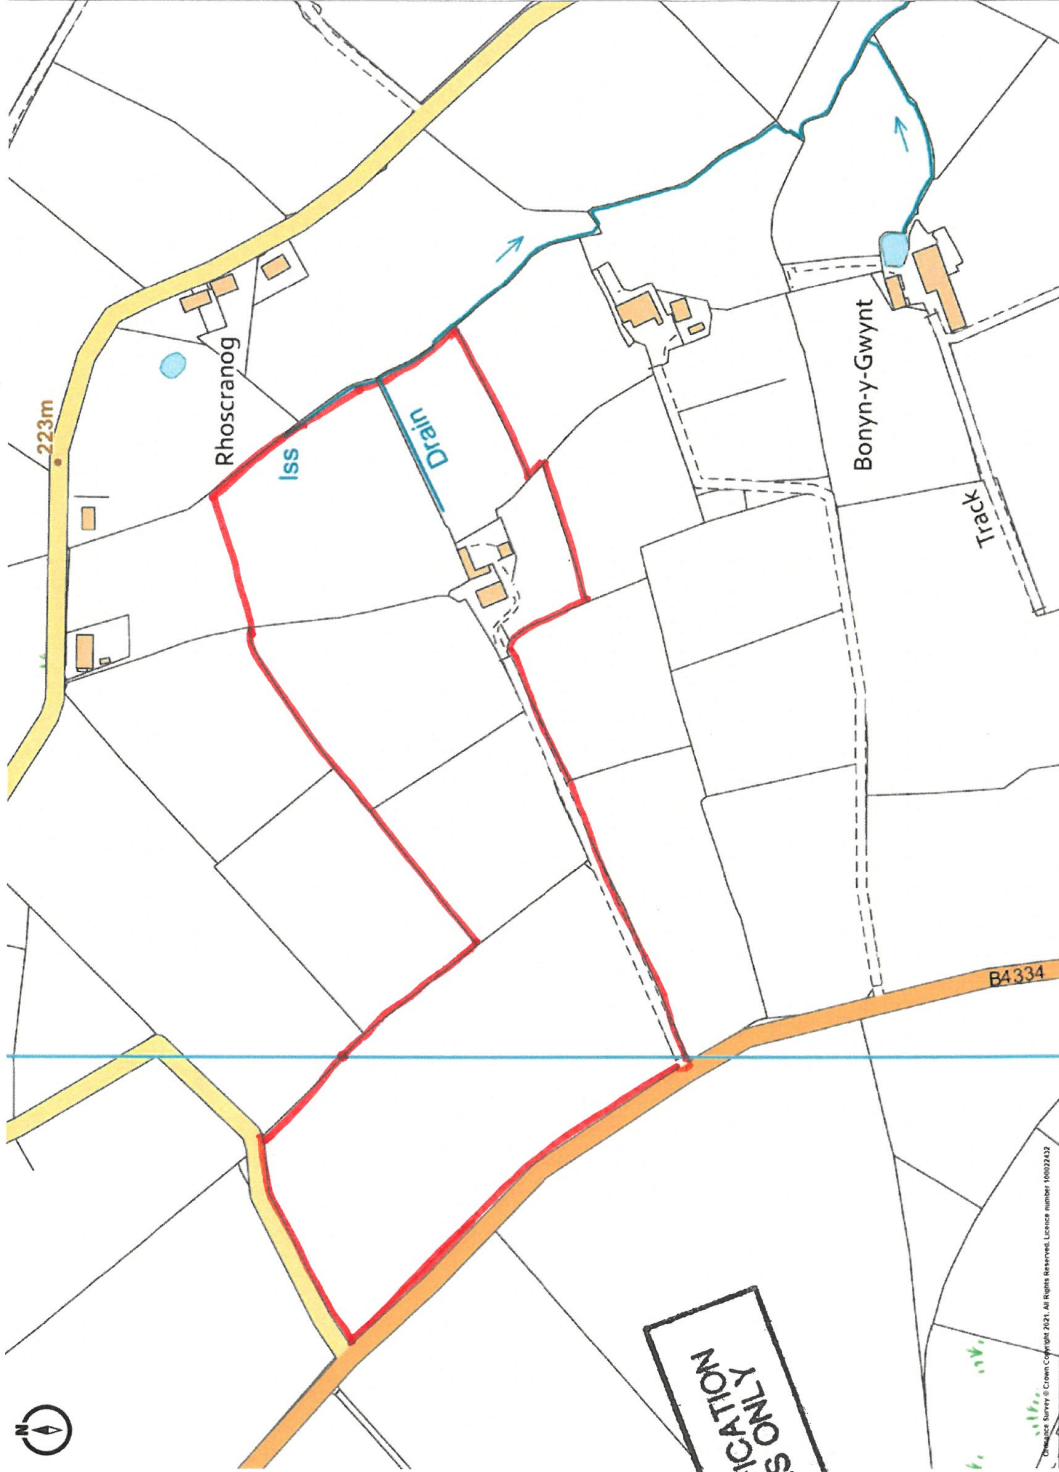 N
223m
Rhoscranog
Iss
Drain
Bonyn-y-Gwynt
Track
B4334
ICATION
S ONLY
Ordnance Survey © Crown Copyright 2021. All Rights Reserved. Licence number 100022432